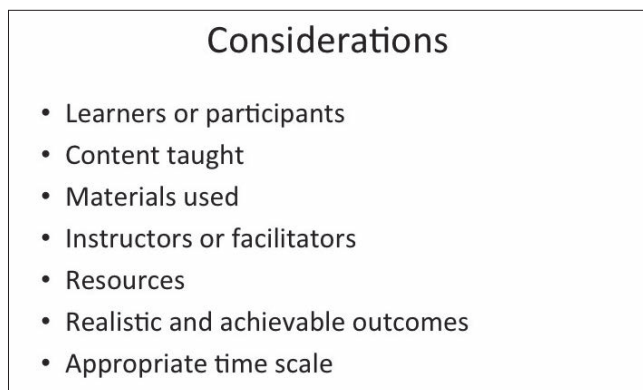 Considerations
• Learners or participants
• Content taught
• Materials used
• Instructors or facilitators
• Resources
• Realistic and achievable outcomes
• Appropriate time scale